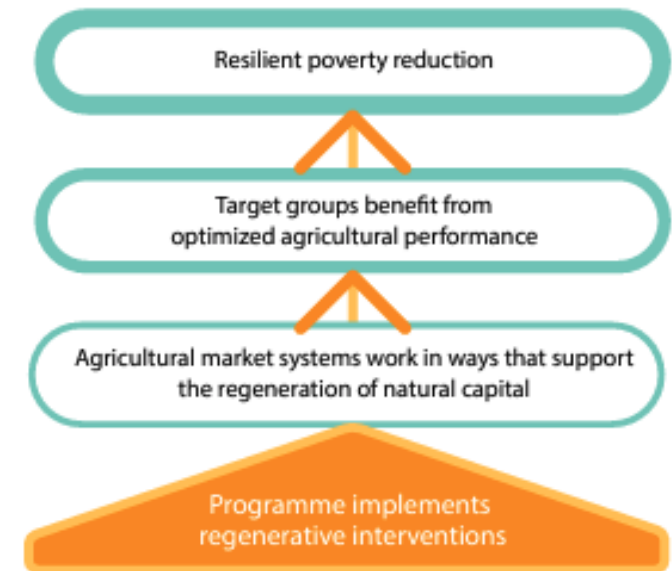 Resilient poverty reduction
Target groups benefit from
optimized agricultural performance
Agricultural market systems work in ways that support
the regeneration of natural capital
Programme implements
regenerative interventions